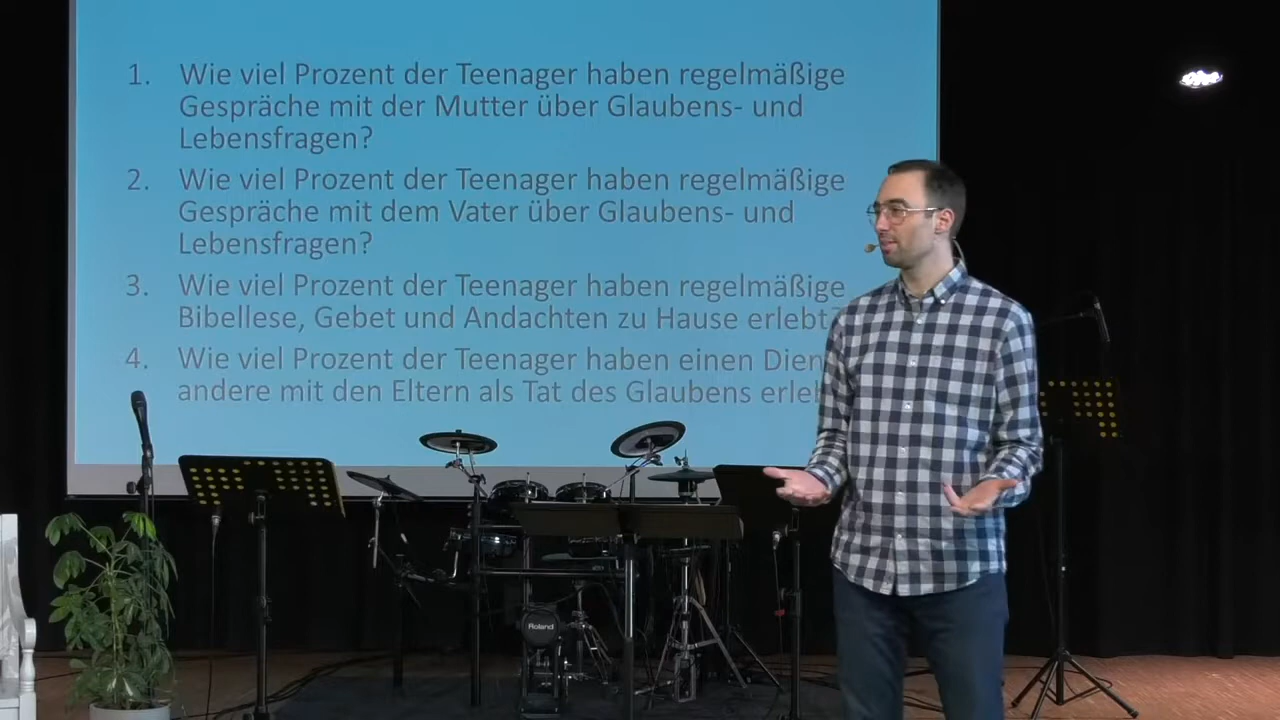 1. Wie viel Prozent der Teenager haben regelmäßige
Gespräche mit der Mutter über Glaubens- und
Lebensfragen?
2. Wie viel Prozent der Teenager haben regelmäßige
Gespräche mit dem Vater über Glaubens- und
Lebensfragen?
3. Wie viel Prozent der Teenager haben regelmäßige
Bibellese, Gebet und Andachten zu Hause erlebt?
4. Wie viel Prozent der Teenager haben einen
andere mit den Eltern als Tat des Glaubens
Roland